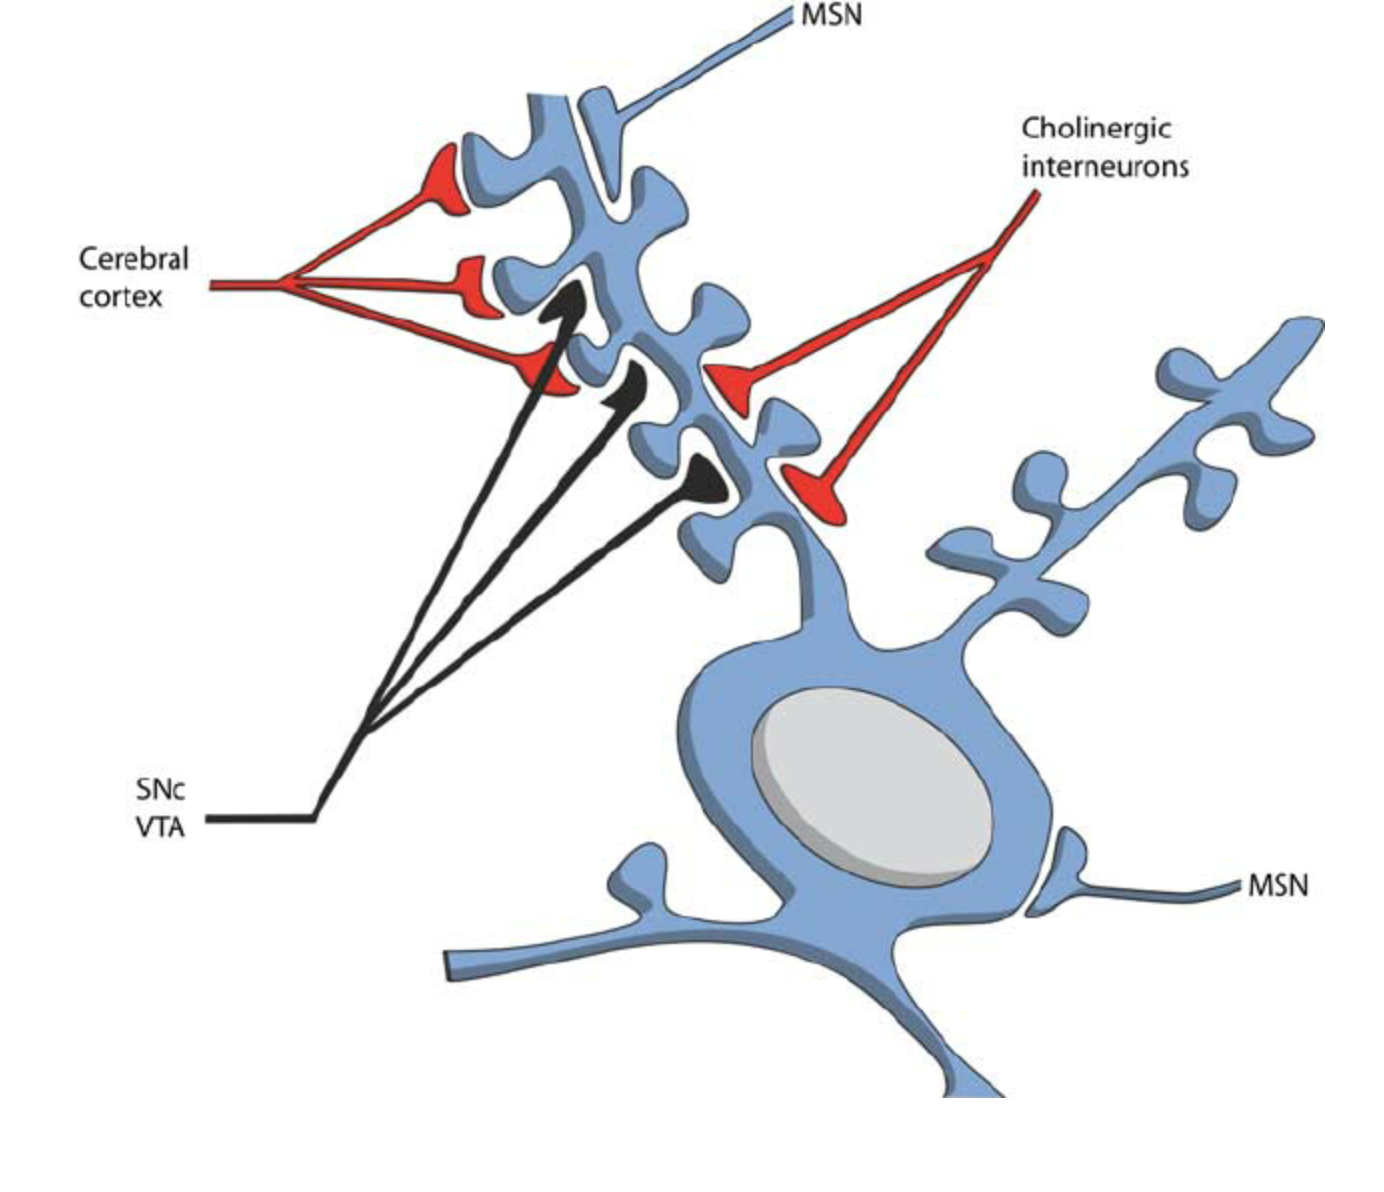 MSN
Cholinergic
interneurons
Cerebral
cortex
SNc
VTA
MSN